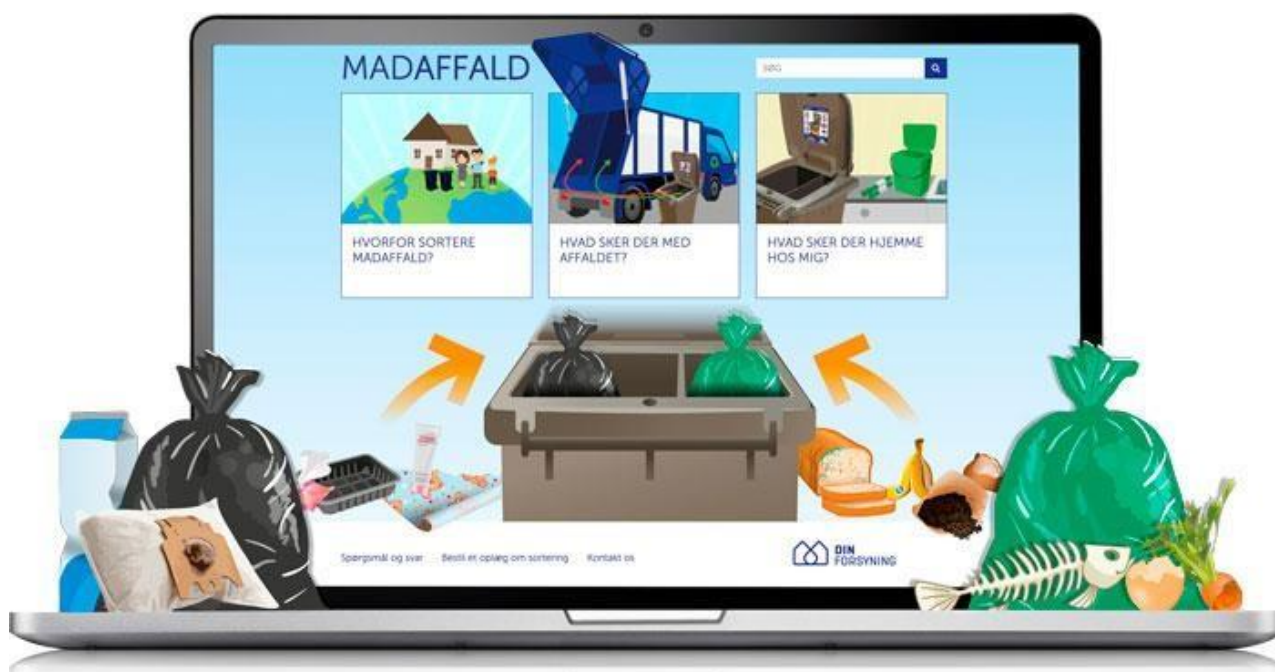 MADAFFALD
SØG
HVORFOR SORTERE
MADAFFALD?
HVAD SKER DER MED
AFFALDET?
HVAD SKER DER HJEMME
HOS MIG?
Spørgsmål og svar
Bestil et oplæg om sortering
Kontakt os
DIN
FORSYNING